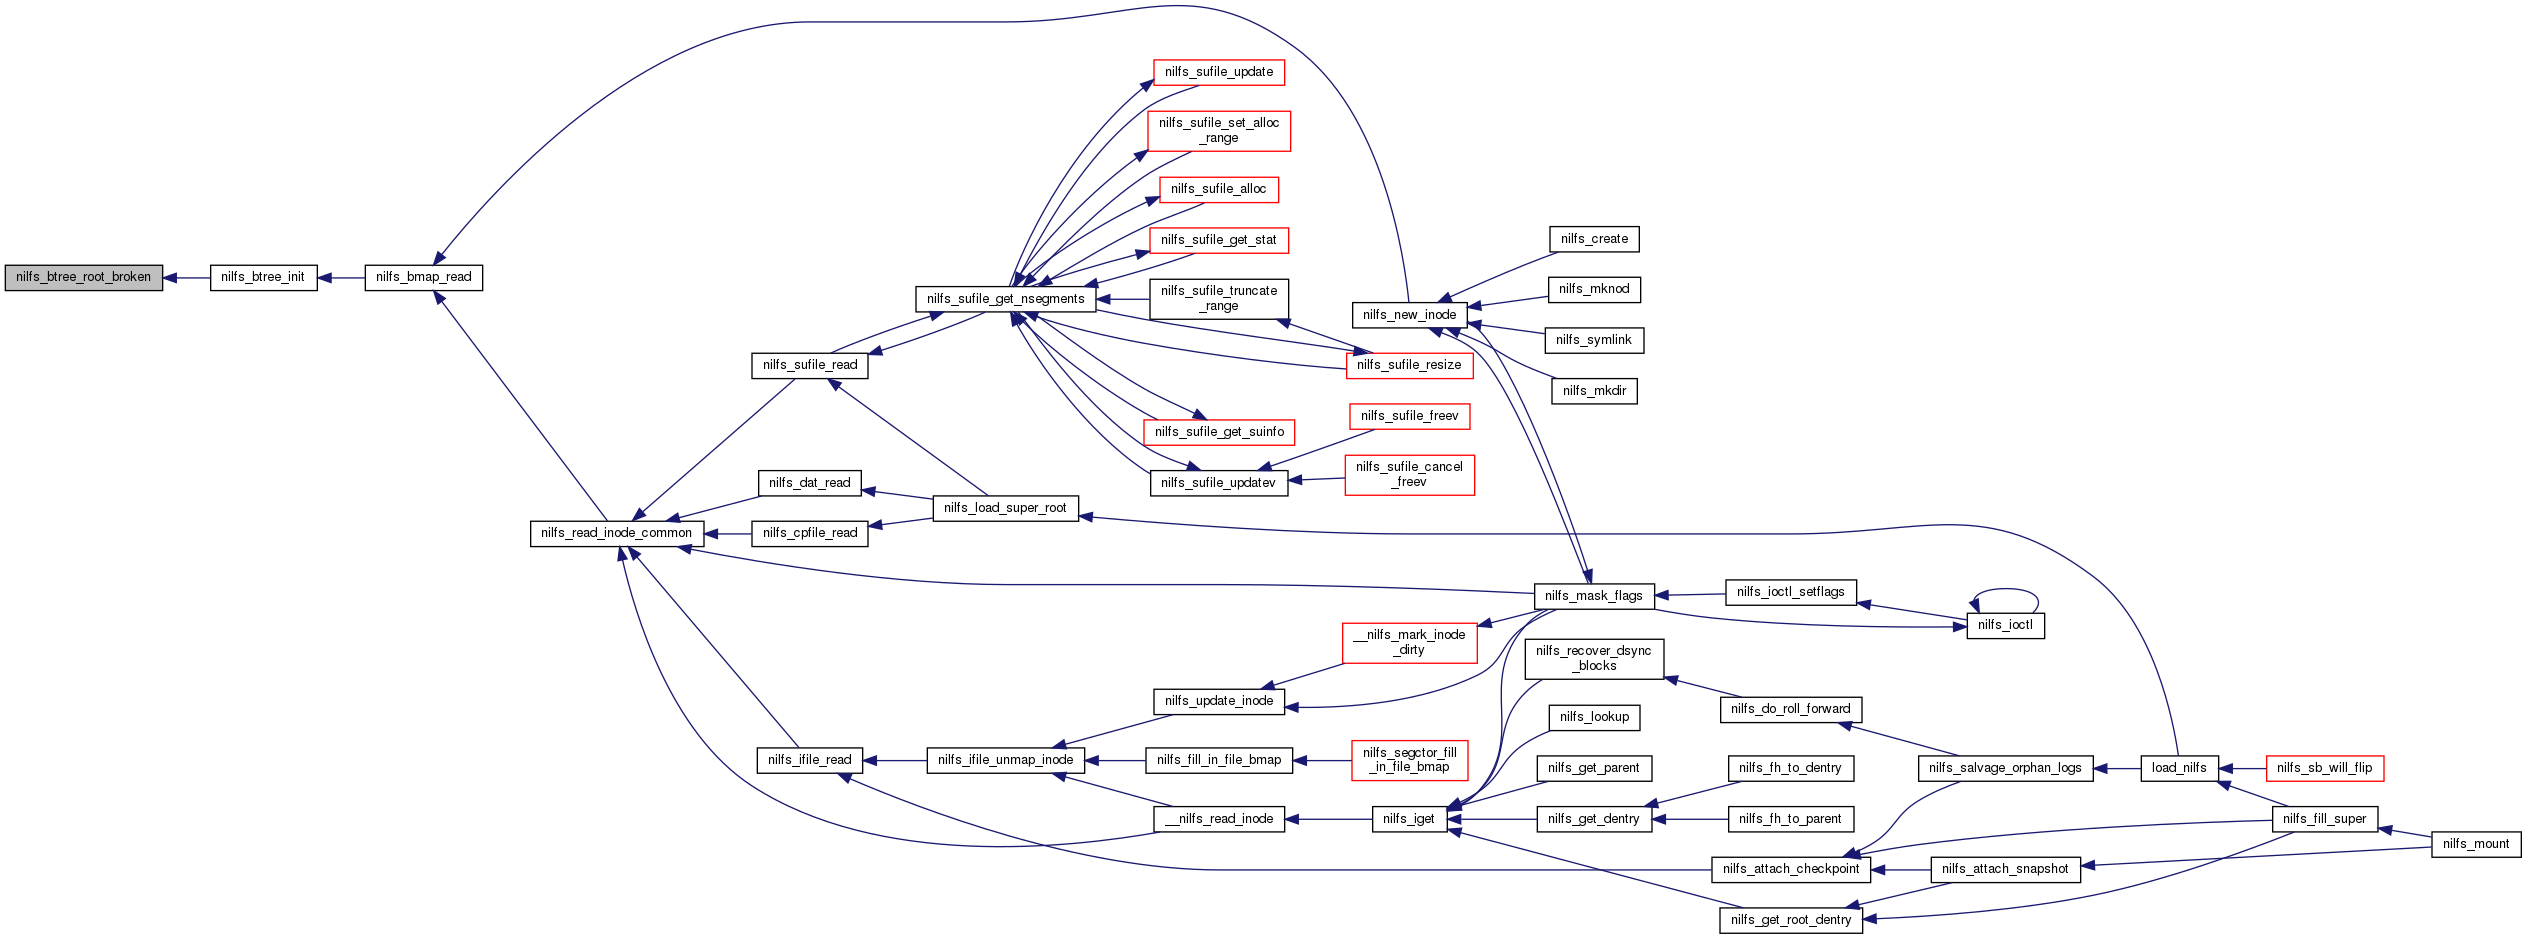 nilfs_btree_root_broken
nilfs_btree_init
nilfs_bmap_read
nilfs_read_inode_common
nilfs_sufile_read
nilfs_dat_read
nilfs_cpfile_read
nilfs_ifile_read
nilfs_sufile_get_nsegments
nilfs_load_super_root
nilfs_ifile_unmap_inode
nilfs_sufile_update
nilfs_sufile_set_alloc
_range
nilfs_sufile_alloc
nilfs_sufile_get_stat
nilfs_sufile_truncate
_range
nilfs_sufile_get_suinfo
nilfs_sufile_updatev
nilfs_update_inode
nilfs_fill_in_file_bmap
__nilfs_read_inode
nilfs_new_inode
nilfs_sufile_resize
nilfs_sufile_freev
nilfs_sufile_cancel
_freev
__nilfs_mark_inode
_dirty
nilfs_segctor_fill
_in_file_bmap
nilfs_iget
nilfs_create
nilfs_mknod
nilfs_symlink
nilfs_mkdir
nilfs_mask_flags
nilfs_recover_dsync
_blocks
nilfs_lookup
nilfs_get_parent
nilfs_get_dentry
nilfs_ioctl_setflags
nilfs_do_roll_forward
nilfs_fh_to_dentry
nilfs_fh_to_parent
nilfs_attach_checkpoint
nilfs_get_root_dentry
nilfs_ioctl
nilfs_salvage_orphan_logs
nilfs_attach_snapshot
load_nilfs
nilfs_sb_will_flip
nilfs_fill_super
nilfs_mount